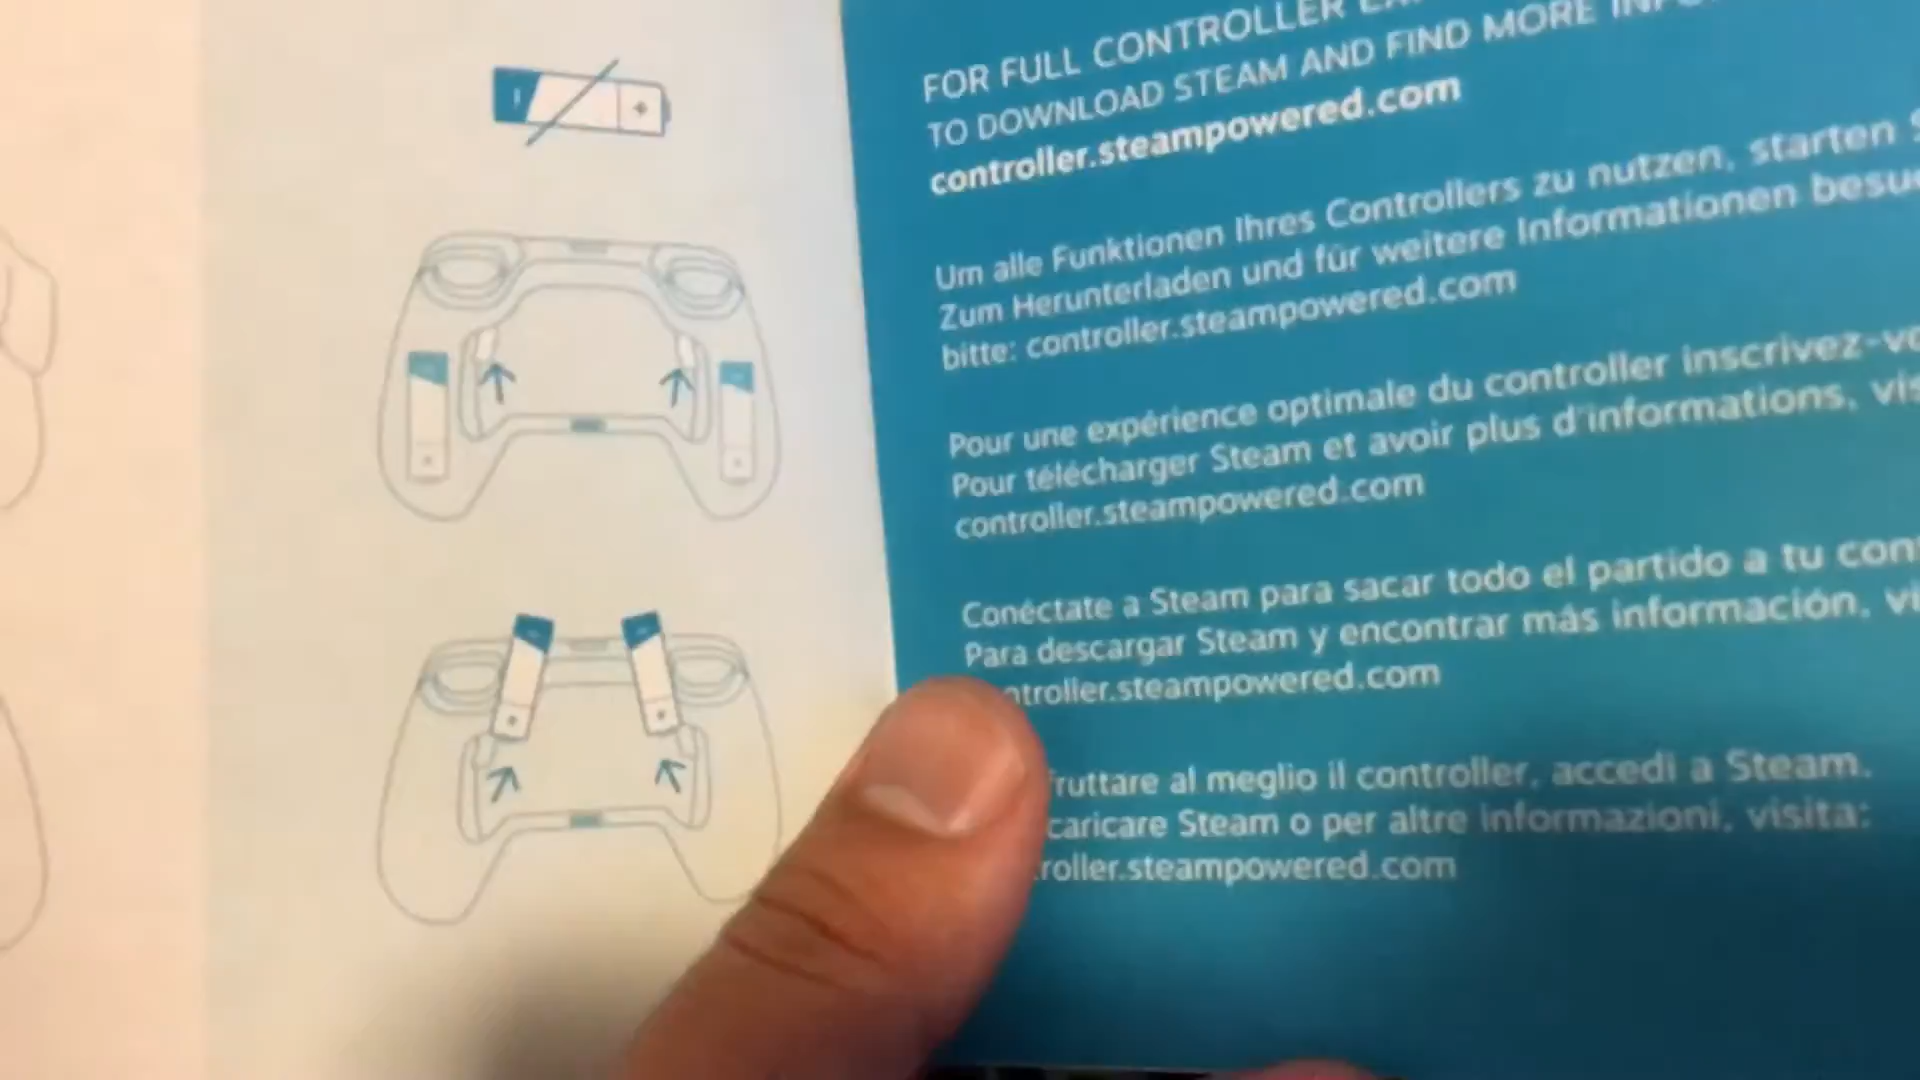 FOR FULL CONTROLLER
TO DOWNLOAD STEAM AND FIND MORE
controller.steampowered.com
Um alle Funktionen Ihres Controllers zu nutzen, starten
Zum Herunterladen und für weitere Informationen
bitte: controller.steampowered.com
Pour une expérience optimale du controller
Pour télécharger Steam et avoir plus d'informations,
controller.steampowered.com
Conéctate a Steam para sacar todo el partido a tu
Para descargar Steam y encontrar más información,
ntroller.steampowered.com
fruttare al meglio il controller, accedi a Steam.
caricare Steam o per altre informazioni, visita:
roller.steampowered.com